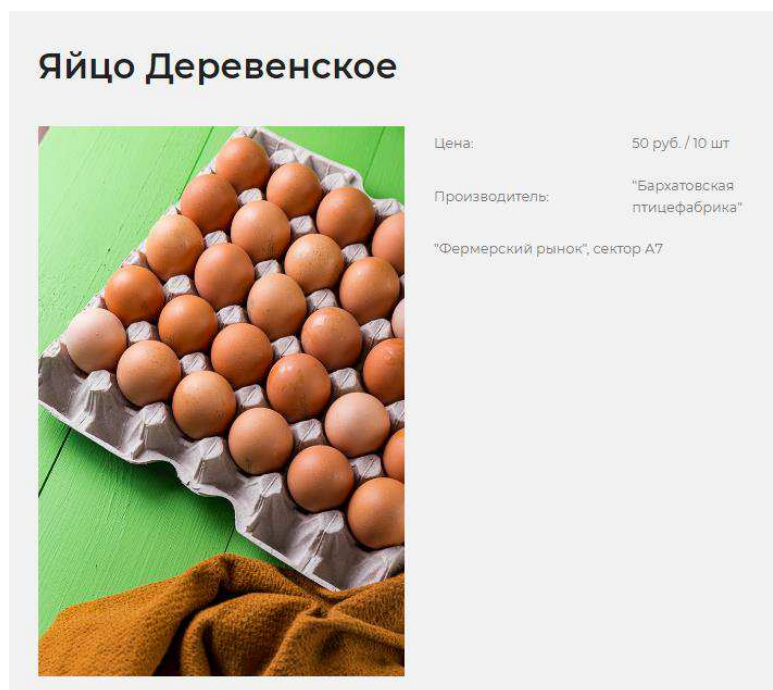 Яйцо Деревенское
Цена: 50 руб. / 10 шт
Производитель: "Бархатовская
птицефабрика"
"Фермерский рынок", сектор А7